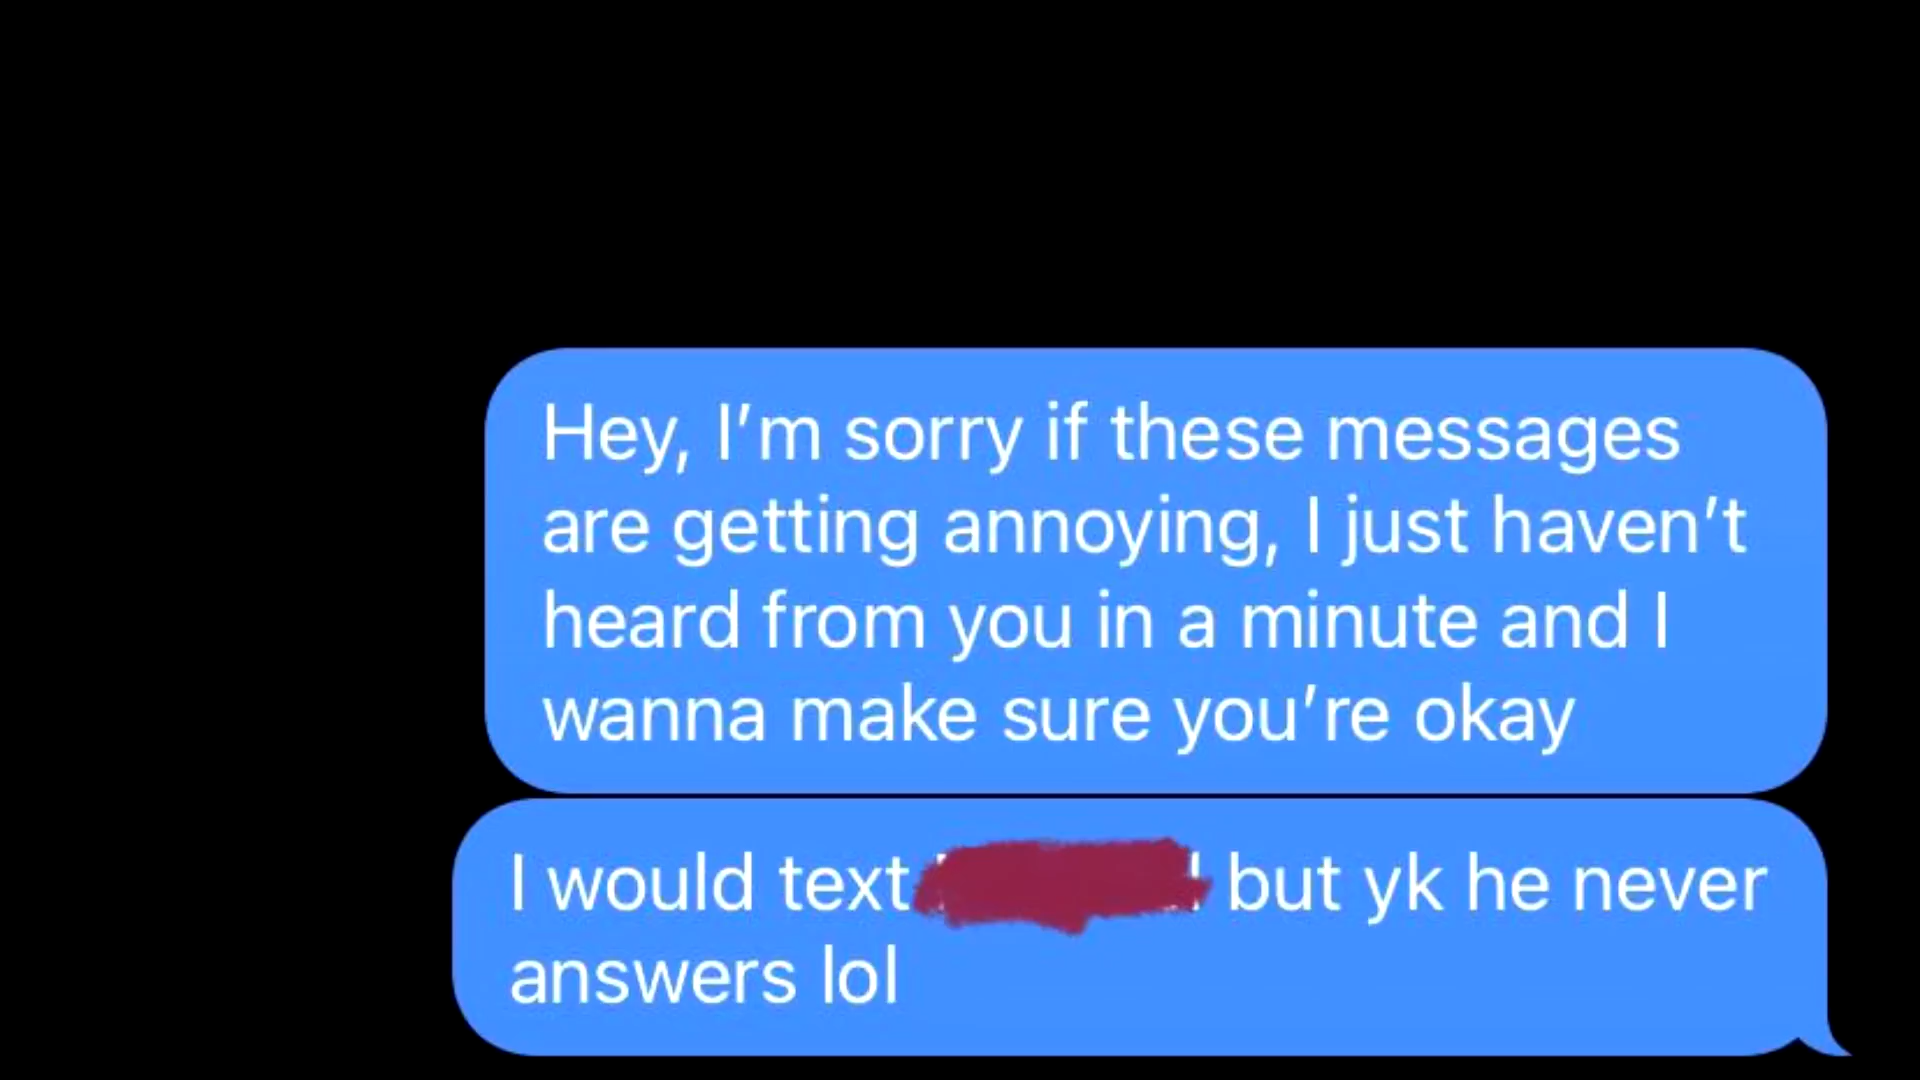 Hey, I’m sorry if these messages
are getting annoying, I just haven’t
heard from you in a minute and I
wanna make sure you’re okay
I would text but yk he never
answers lol